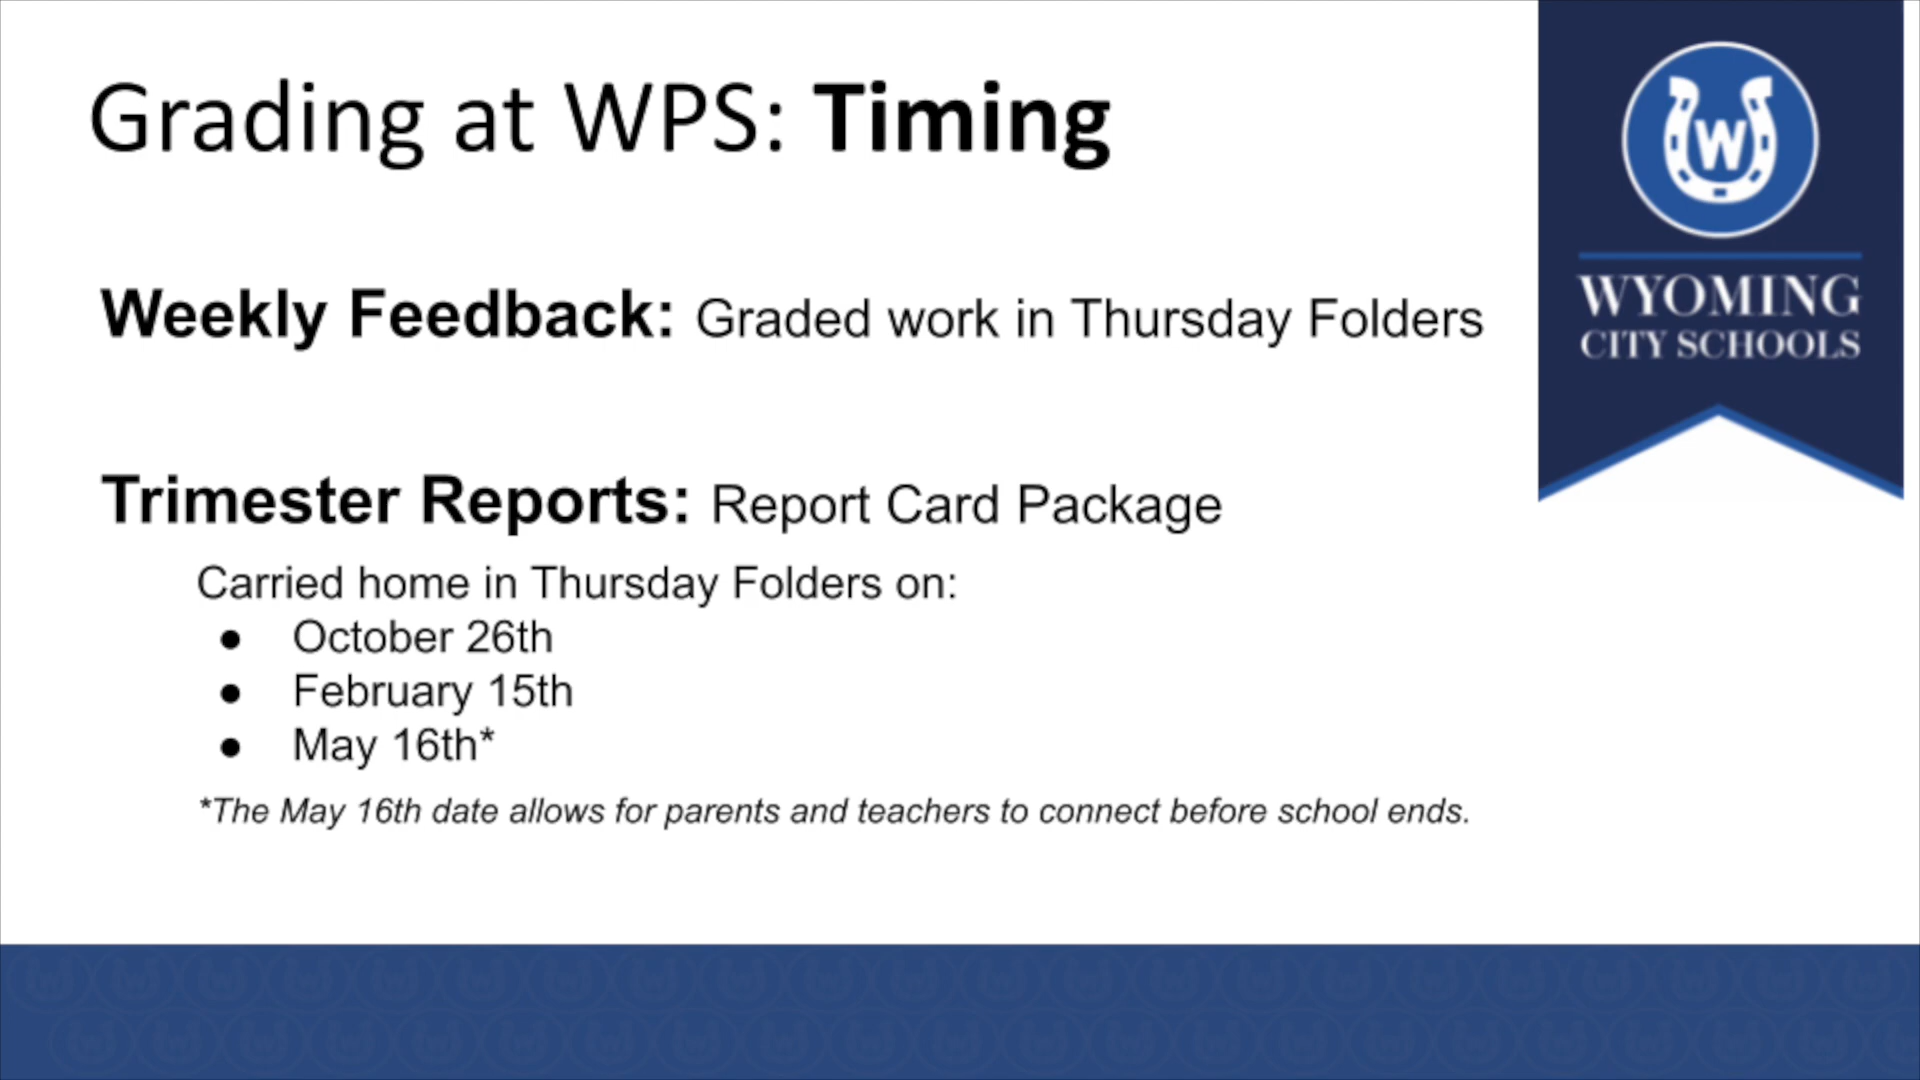 Grading at WPS: Timing
W
WYOMING
CITY SCHOOLS
Weekly Feedback: Graded work in Thursday Folders
Trimester Reports: Report Card Package
Carried home in Thursday Folders on:
● October 26th
● February 15th
● May 16th*
*The May 16th date allows for parents and teachers to connect before school ends.